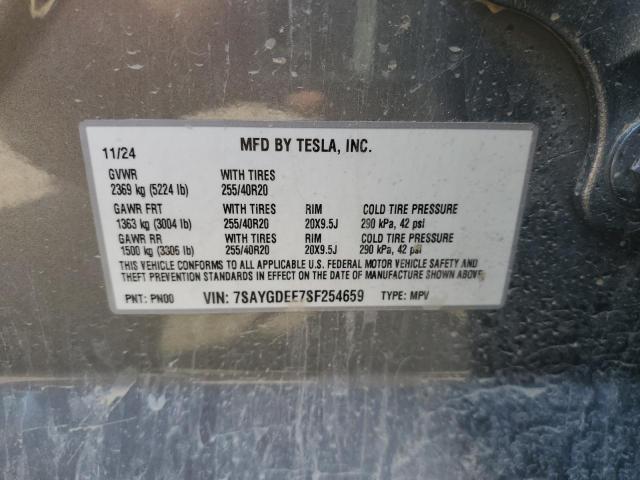 11/24 MFD BY TESLA, INC.
GVWR WITH TIRES
2369 kg (5224 lb) 255/40R20
GAWR FRT WITH TIRES RIM COLD TIRE PRESSURE
1363 kg (3004 lb) 255/40R20 20X9.5J 290 kPa, 42 psi
GAWR RR WITH TIRES RIM COLD TIRE PRESSURE
1500 kg (3306 lb) 255/40R20 20X9.5J 290 kPa, 42 psi
THIS VEHICLE CONFORMS TO ALL APPLICABLE U.S. FEDERAL MOTOR VEHICLE SAFETY AND
THEFT PREVENTION STANDARDS IN EFFECT ON THE DATE OF MANUFACTURE SHOWN ABOVE.
PNT: PN00 VIN: 7SAYGDEE7SF254659 TYPE: MPV